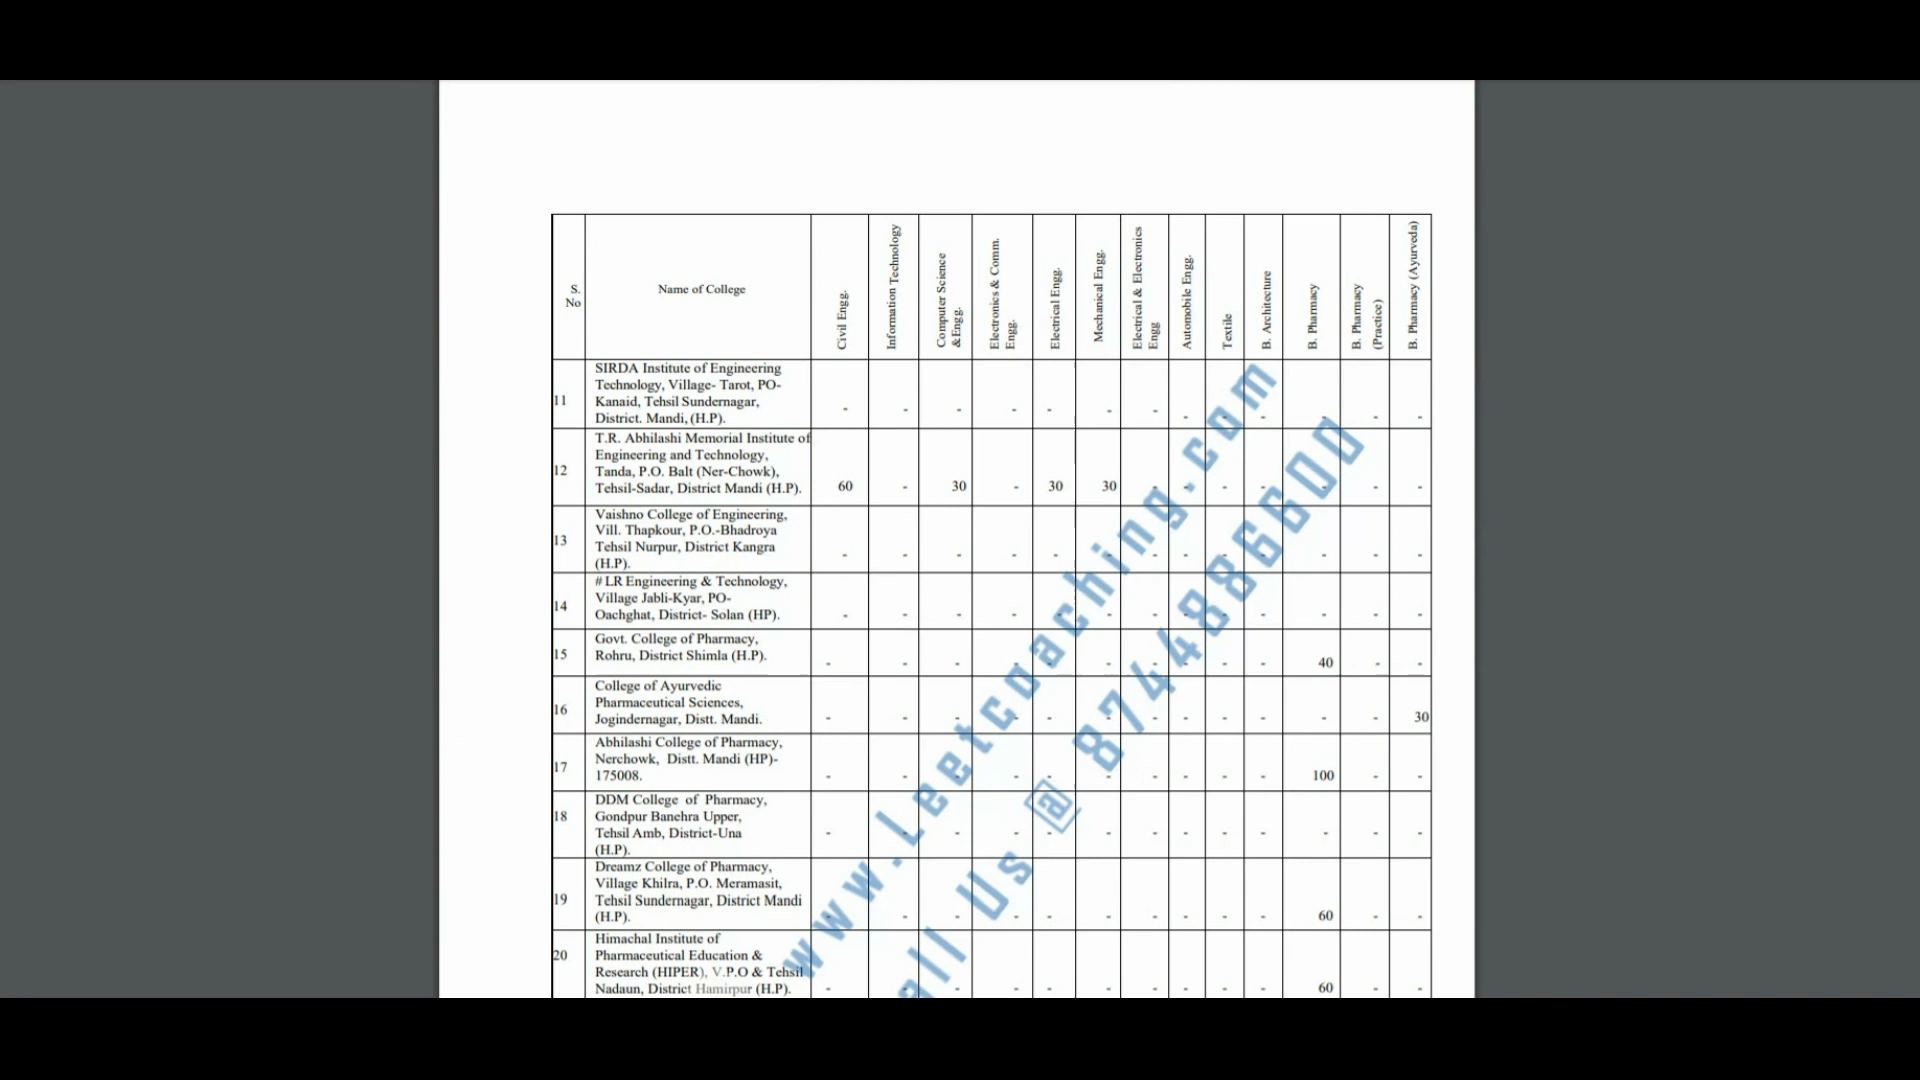 S. No | Name of College | Civil Engg. | Information Technology | Computer Science &Engg. | Electronics & Comm. Engg. | Electrical Engg. | Mechanical Engg. | Electrical & Electronics Engg | Automobile Engg. | Textile | B. Architecture | B. Pharmacy | B. Pharmacy (Practice) | B. Pharmacy (Ayurveda)
SIRDA Institute of Engineering
Technology, Village- Tarot, PO-
11 Kanaid, Tehsil Sundernagar,
District. Mandi, (H.P). - - - - - - - - - - - - -
T.R. Abhilashi Memorial Institute of
Engineering and Technology,
12 Tanda, P.O. Balt (Ner-Chowk),
Tehsil-Sadar, District Mandi (H.P). 60 - 30 - 30 30 - - - - - - -
Vaishno College of Engineering,
Vill. Thapkour, P.O.-Bhadroya
13 Tehsil Nurpur, District Kangra
(H.P). - - - - - - - - - - - - -
# LR Engineering & Technology,
14 Village Jabli-Kyar, PO-
Oachghat, District- Solan (HP). - - - - - - - - - - - - -
Govt. College of Pharmacy,
15 Rohru, District Shimla (H.P). - - - - - - - - - - 40 - -
College of Ayurvedic
16 Pharmaceutical Sciences,
Jogindernagar, Distt. Mandi. - - - - - - - - - - - - 30
Abhilashi College of Pharmacy,
17 Nerchowk, Distt. Mandi (HP)-
175008. - - - - - - - - - - 100 - -
DDM College of Pharmacy,
18 Gondpur Banehra Upper,
Tehsil Amb, District-Una - - - - - - - - - - - - -
(H.P).
Dreamz College of Pharmacy,
Village Khilra, P.O. Meramasit,
19 Tehsil Sundernagar, District Mandi
(H.P). - - - - - - - - - - 60 - -
Himachal Institute of
20 Pharmaceutical Education &
Research (HIPER), V.P.O & Tehsil
Nadaun, District Hamirpur (H.P). - - - - - - - - - - 60 - -
www.Leetcoaching.com
all Us @ 8744886600